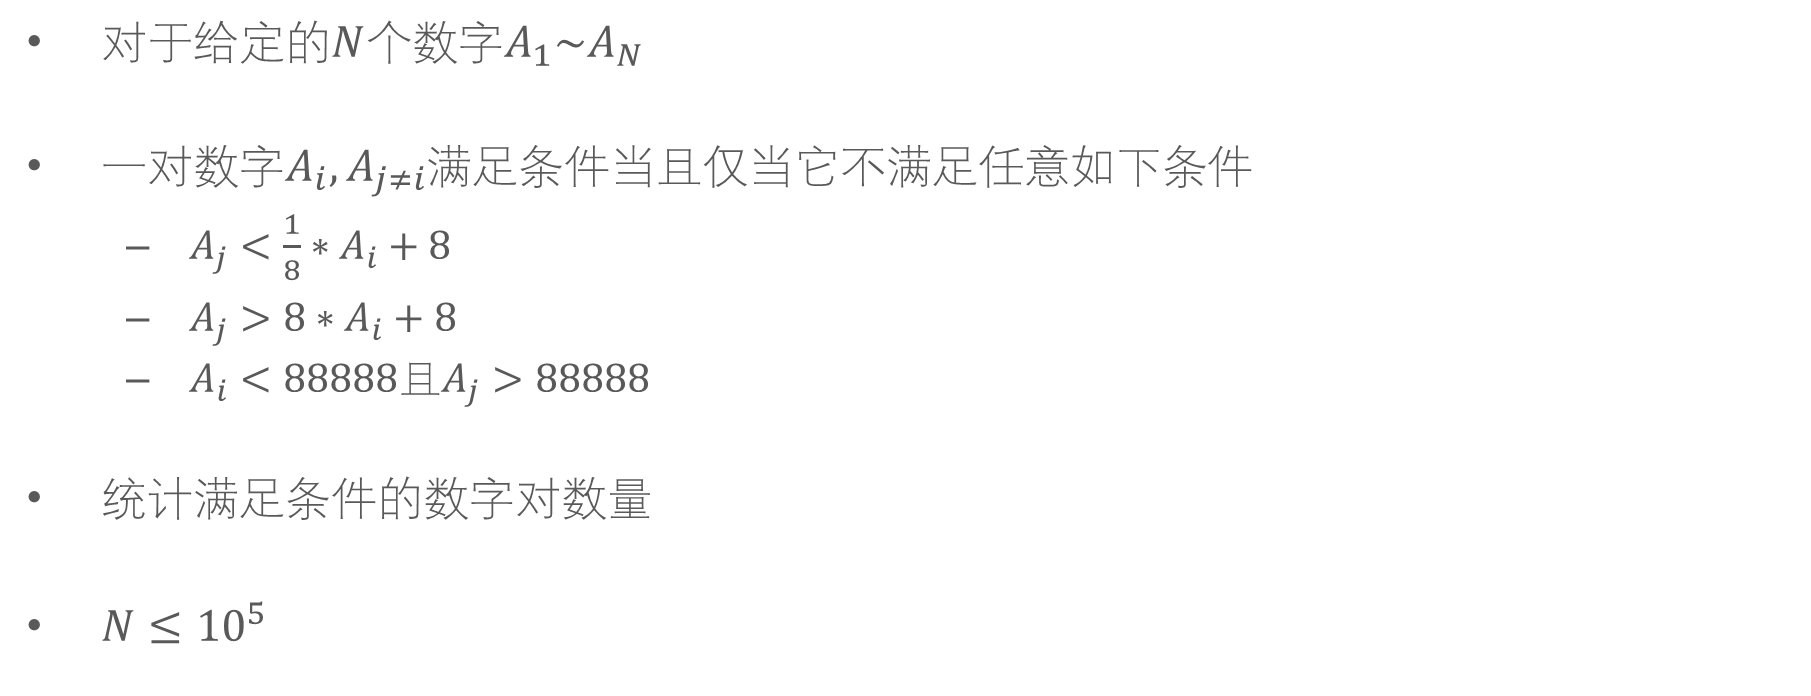 • 对于给定的𝑁个数字𝐴₁~𝐴_𝑁
• 一对数字𝐴ᵢ, 𝐴_{𝑗≠𝑖}满足条件当且仅当它不满足任意如下条件
– 𝐴_𝑗 < 1/8 ∗ 𝐴_𝑖 + 8
– 𝐴_𝑗 > 8 ∗ 𝐴_𝑖 + 8
– 𝐴_𝑖 < 88888且𝐴_𝑗 > 88888
• 统计满足条件的数字对数量
• 𝑁 ≤ 10⁵